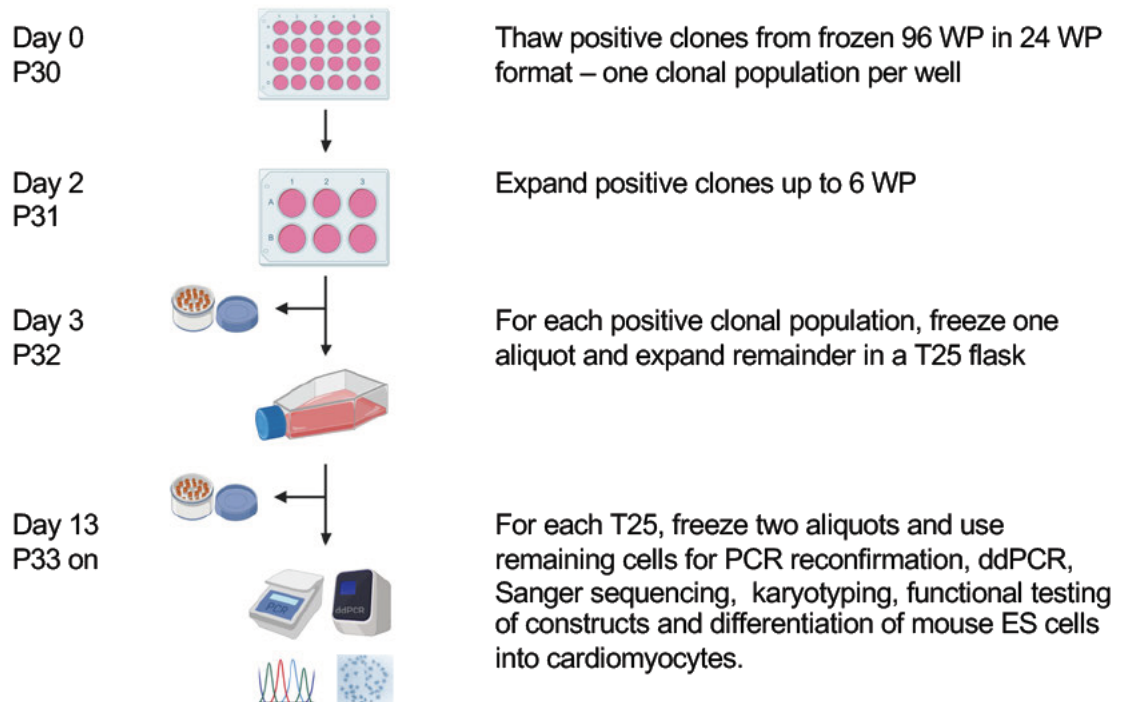 Day 0
P30
Thaw positive clones from frozen 96 WP in 24 WP
format – one clonal population per well
Day 2
P31
1 2 3
A
B
Expand positive clones up to 6 WP
Day 3
P32
For each positive clonal population, freeze one
aliquot and expand remainder in a T25 flask
Day 13
P33 on
For each T25, freeze two aliquots and use
remaining cells for PCR reconfirmation, ddPCR,
Sanger sequencing, karyotyping, functional testing
of constructs and differentiation of mouse ES cells
into cardiomyocytes.
PCR
ddPCR